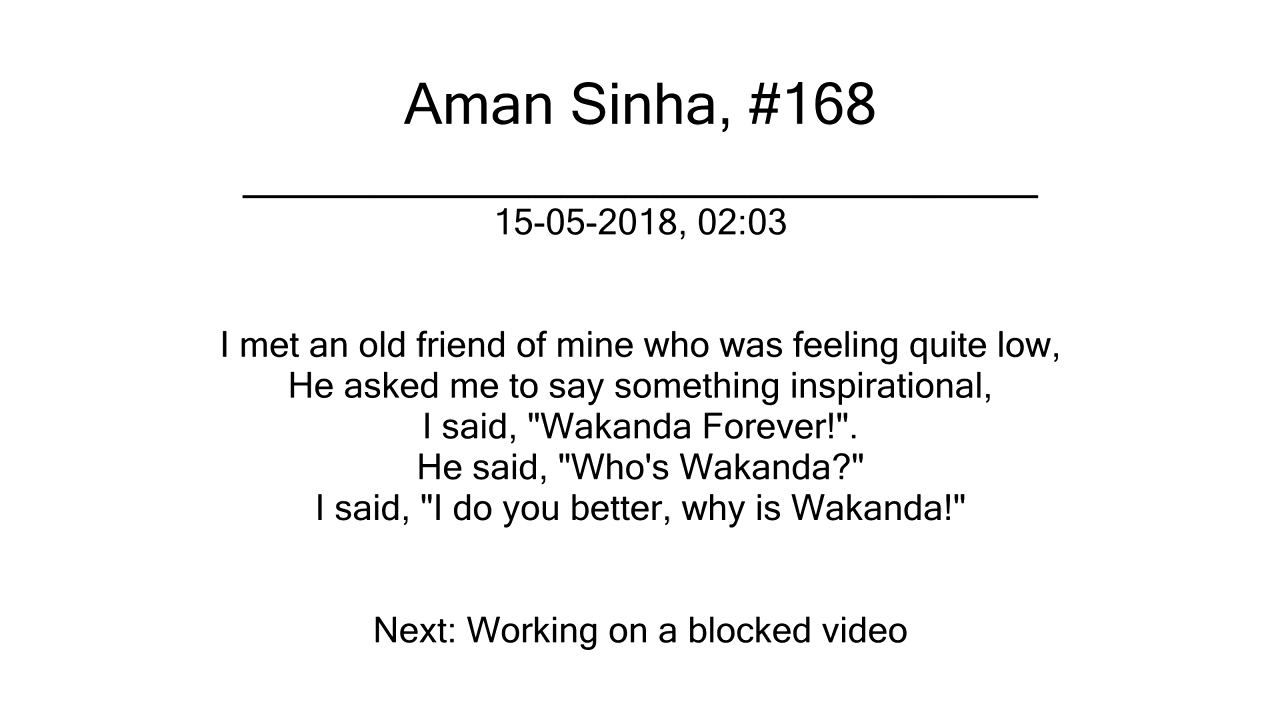 Aman Sinha, #168
15-05-2018, 02:03
I met an old friend of mine who was feeling quite low,
He asked me to say something inspirational,
I said, "Wakanda Forever!".
He said, "Who's Wakanda?"
I said, "I do you better, why is Wakanda!"
Next: Working on a blocked video